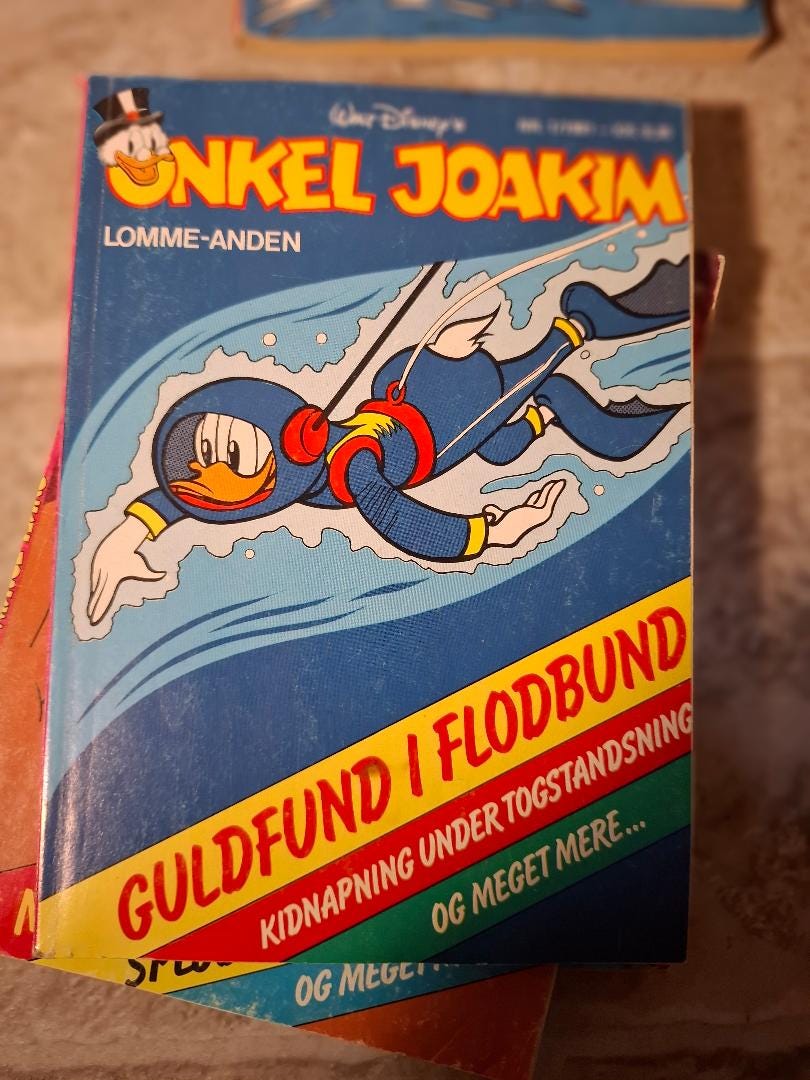 Walt Disney's
ONKEL JOAKIM
LOMME-ANDEN
GULDFUND I FLODBUND
KIDNAPNING UNDER TOGSTANDSNING
OG MEGET MERE...
OG MEGET